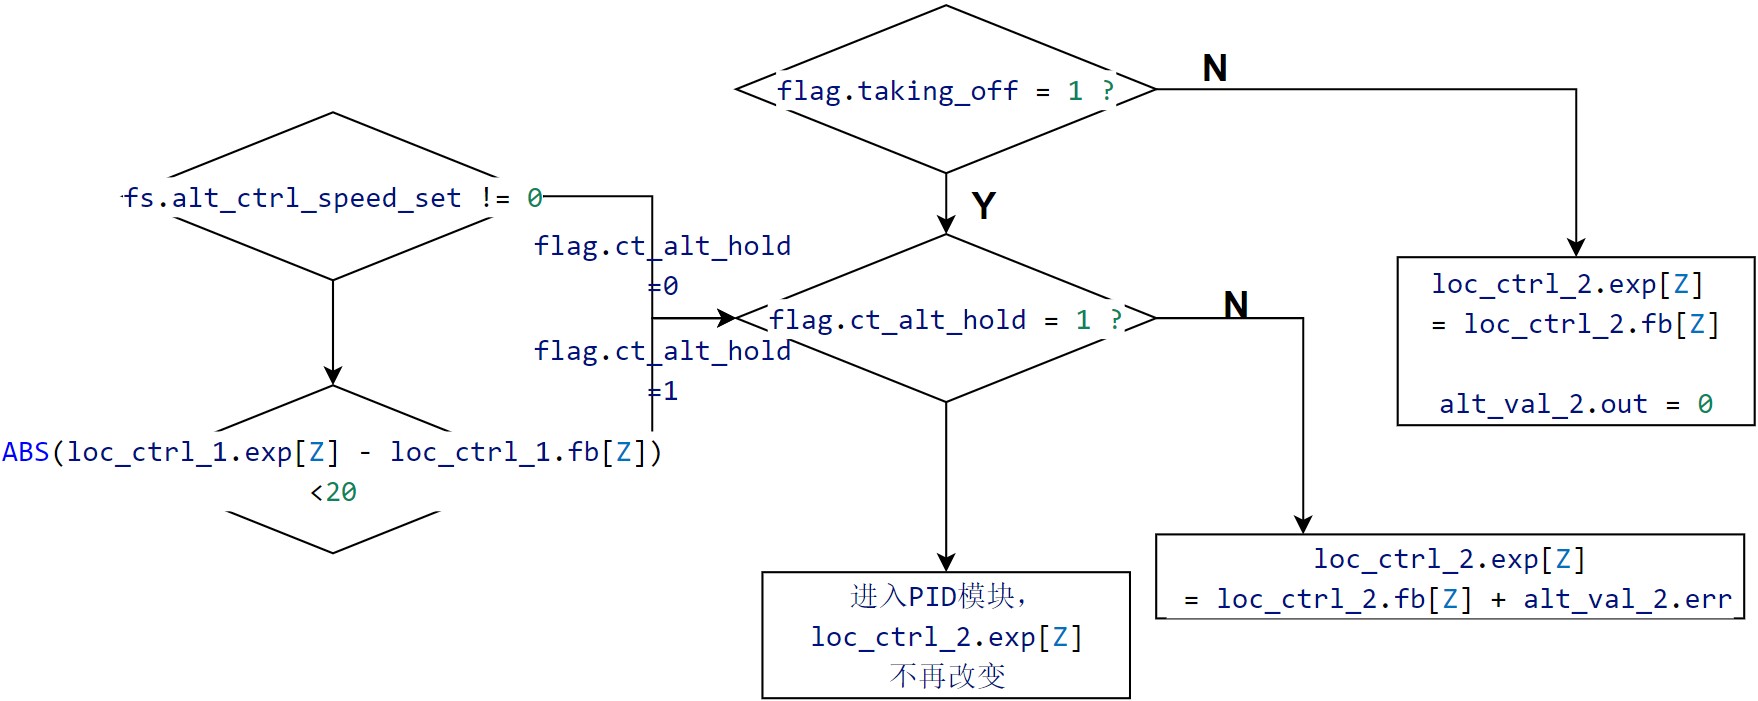 flag.taking_off = 1 ?
N
Y
fs.alt_ctrl_speed_set != 0
flag.ct_alt_hold
=0
flag.ct_alt_hold = 1 ?
N
flag.ct_alt_hold
=1
loc_ctrl_2.exp[Z]
= loc_ctrl_2.fb[Z]
alt_val_2.out = 0
ABS(loc_ctrl_1.exp[Z] - loc_ctrl_1.fb[Z])
<20
进入PID模块，
loc_ctrl_2.exp[Z]
不再改变
loc_ctrl_2.exp[Z]
= loc_ctrl_2.fb[Z] + alt_val_2.err